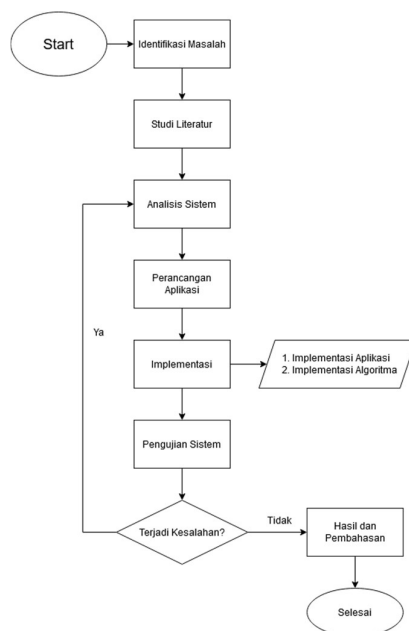 Start
Identifikasi Masalah
Studi Literatur
Analisis Sistem
Perancangan
Aplikasi
Ya
Implementasi
1. Implementasi Aplikasi
2. Implementasi Algoritma
Pengujian Sistem
Terjadi Kesalahan?
Tidak
Hasil dan
Pembahasan
Selesai